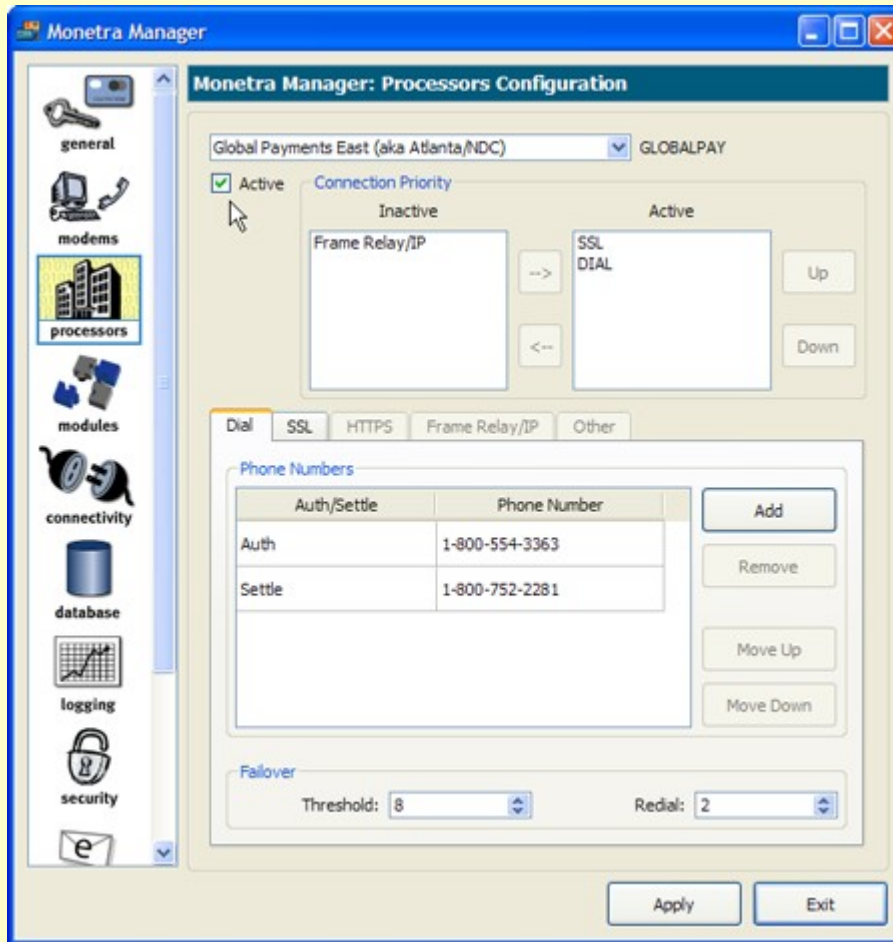 Monetra Manager
general
modems
processors
modules
connectivity
database
logging
security
Monetra Manager: Processors Configuration
Global Payments East (aka Atlanta/NDC) GLOBALPAY
Active Connection Priority
Inactive Active
Frame Relay/IP SSL
DIAL
--> Up
<-- Down
Dial SSL HTTPS Frame Relay/IP Other
Phone Numbers
Auth/Settle Phone Number Add
Auth 1-800-554-3363
Remove
Settle 1-800-752-2281
Move Up
Move Down
Failover
Threshold: 8 Redial: 2
Apply Exit